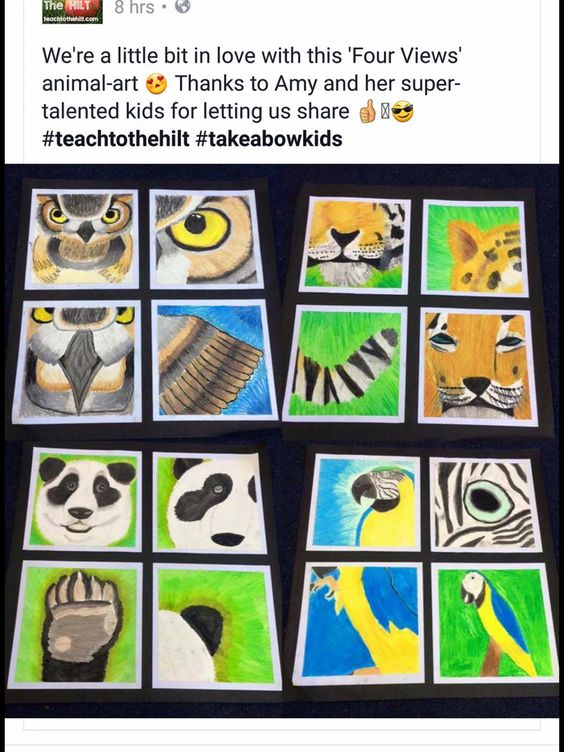 The HILT
teachtothehilt.com
8 hrs •
We're a little bit in love with this 'Four Views'
animal-art 😍 Thanks to Amy and her super-
talented kids for letting us share 👍🏼😎
#teachtothehilt #takeabowkids